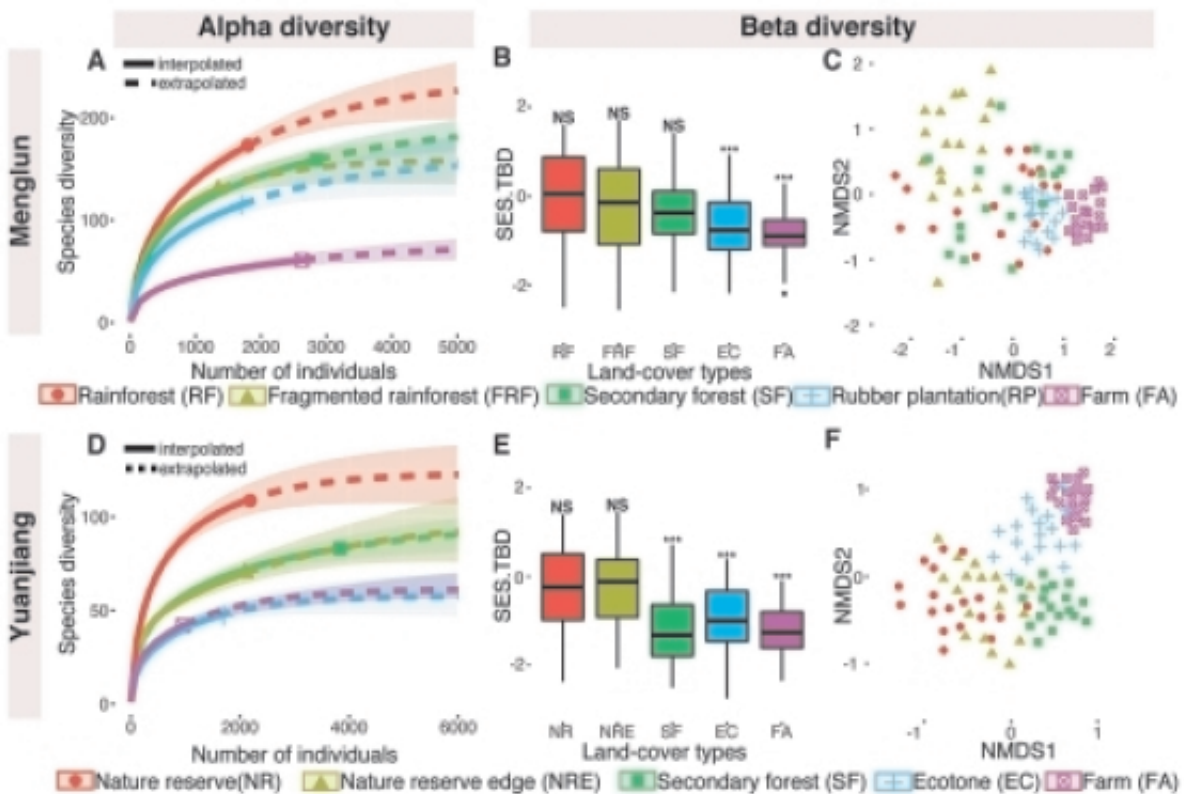 Alpha diversity
Beta diversity
Menglun
A
interpolated
extrapolated
Species diversity
200
100
0
0 1000 2000 3000 4000 5000
Number of individuals
B
SES.TBD
2
0
-2
NS NS NS *** ***
RF FRF SF EC FA
Land-cover types
C
NMDS2
2
1
0
-1
-2
-2 -1 0 1 2
NMDS1
Rainforest (RF) Fragmented rainforest (FRF) Secondary forest (SF) Rubber plantation(RP) Farm (FA)
Yuanjiang
D
interpolated
extrapolated
Species diversity
100
50
0
0 2000 4000 6000
Number of individuals
E
SES.TBD
2
0
-2
NS NS *** *** ***
NR NRE SF EC FA
Land-cover types
F
NMDS2
1
0
-1
-1 0 1
NMDS1
Nature reserve(NR) Nature reserve edge (NRE) Secondary forest (SF) Ecotone (EC) Farm (FA)